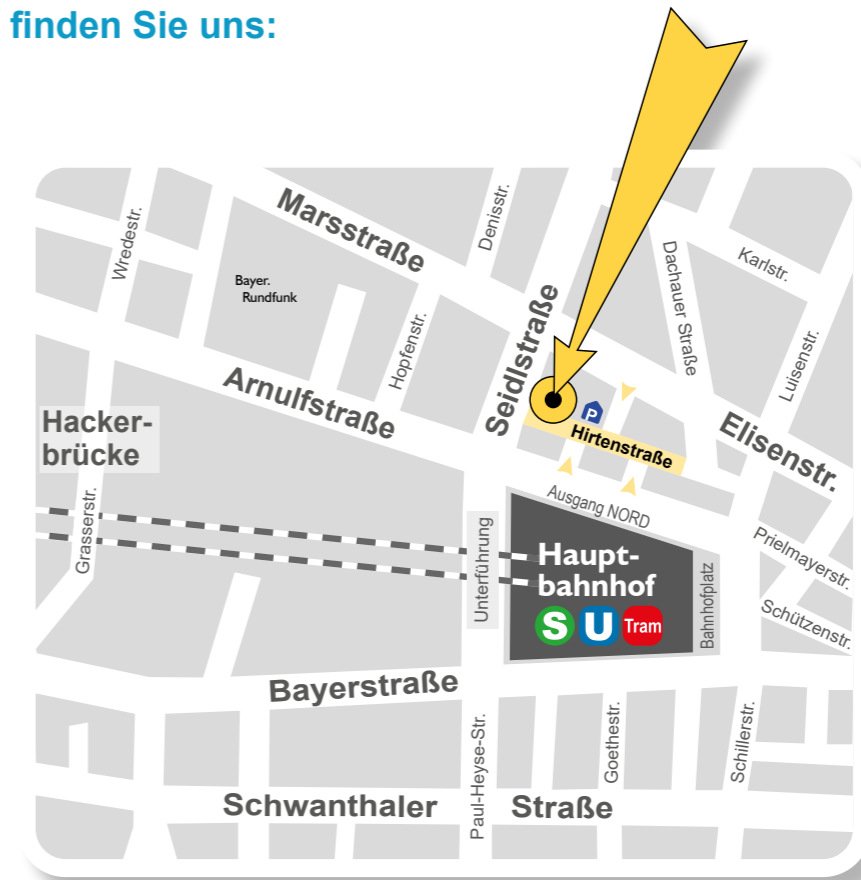 finden Sie uns:
Marsstraße
Denisstr.
Wredestr.
Karlstr.
Dachauer Straße
Bayer.
Rundfunk
Seidlstraße
Hopfenstr.
Luisenstr.
Arnulfstraße
P
Hirtenstraße
Elisenstr.
Hacker-
brücke
Ausgang NORD
Grasserstr.
Unterführung
Haupt-
bahnhof
S U Tram
Bahnhofplatz
Prielmayerstr.
Schützenstr.
Bayerstraße
Paul-Heyse-Str.
Goethestr.
Schillerstr.
Schwanthaler Straße